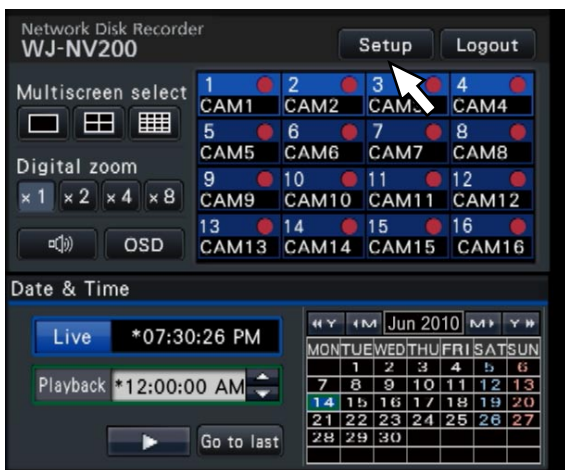 Network Disk Recorder
WJ-NV200
Setup Logout
Multiscreen select
1 2 3 4
CAM1 CAM2 CAM4
5 6 7 8
CAM5 CAM6 CAM7 CAM8
Digital zoom
×1 ×2 ×4 ×8
9 10 11 12
CAM9 CAM10 CAM11 CAM12
13 14 15 16
CAM13 CAM14 CAM15 CAM16
OSD
Date & Time
Live *07:30:26 PM
Playback *12:00:00 AM
Go to last
Y M Jun 2010 M Y
MON TUE WED THU FRI SAT SUN
1 2 3 4 5 6
7 8 9 10 11 12 13
14 15 16 17 18 19 20
21 22 23 24 25 26 27
28 29 30